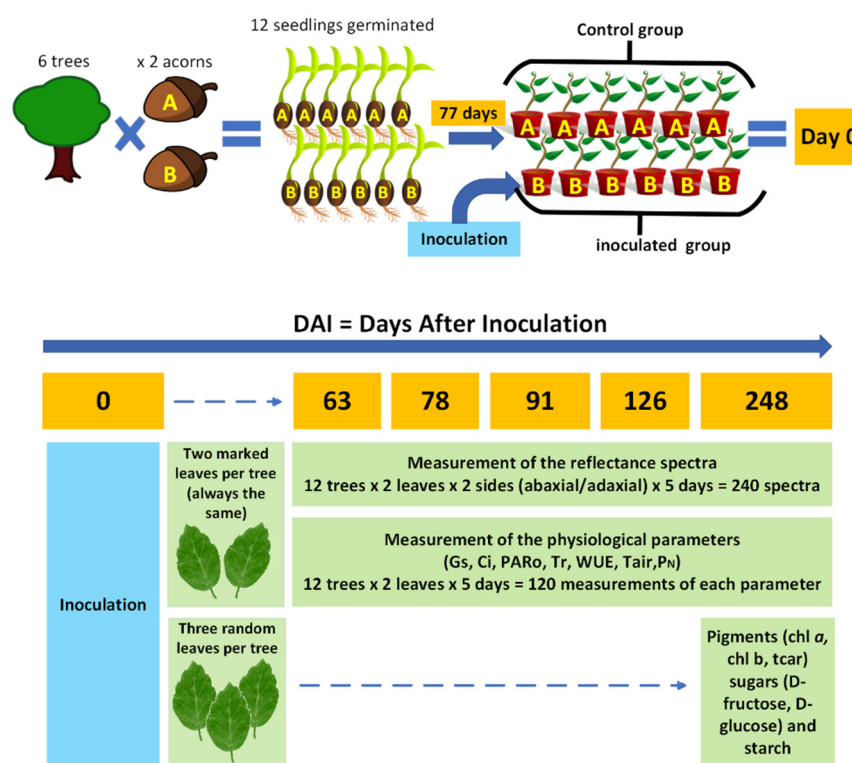 12 seedlings germinated
6 trees
x 2 acorns
Control group
A
A A A A A A
77 days
A A A A A A
Day 0
B
B B B B B B
B B B B B B
Inoculation
inoculated group
DAI = Days After Inoculation
0
63
78
91
126
248
Two marked
leaves per tree
(always the
same)
Measurement of the reflectance spectra
12 trees x 2 leaves x 2 sides (abaxial/adaxial) x 5 days = 240 spectra
Measurement of the physiological parameters
(Gs, Ci, PARo, Tr, WUE, Tair,PN)
12 trees x 2 leaves x 5 days = 120 measurements of each parameter
Inoculation
Three random
leaves per tree
Pigments (chl a,
chl b, tcar)
sugars (D-
fructose, D-
glucose) and
starch